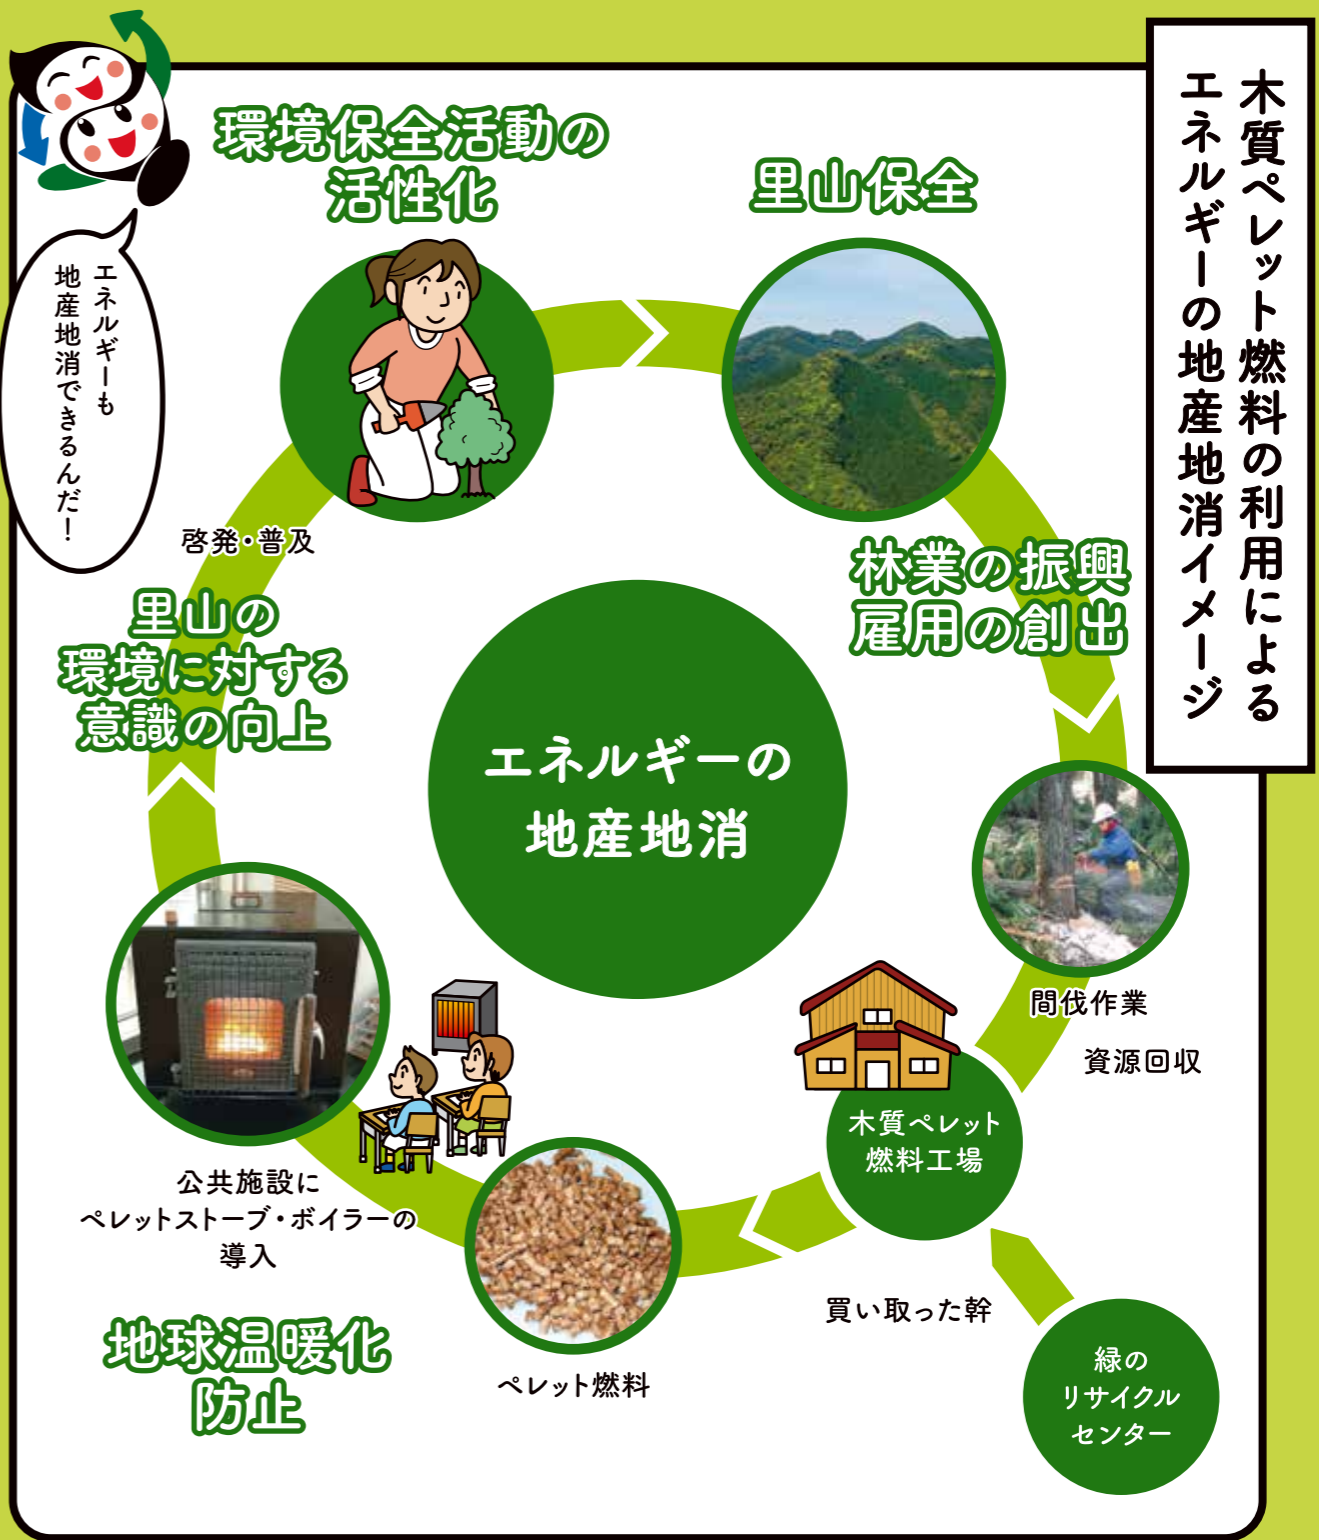 木質ペレット燃料の利用による
エネルギーの地産地消イメージ
エネルギーも
地産地消できるんだ！
環境保全活動の
活性化
里山保全
林業の振興
雇用の創出
間伐作業
資源回収
木質ペレット
燃料工場
買い取った幹
緑の
リサイクル
センター
ペレット燃料
公共施設に
ペレットストーブ・ボイラーの
導入
地球温暖化
防止
里山の
環境に対する
意識の向上
啓発・普及
エネルギーの
地産地消